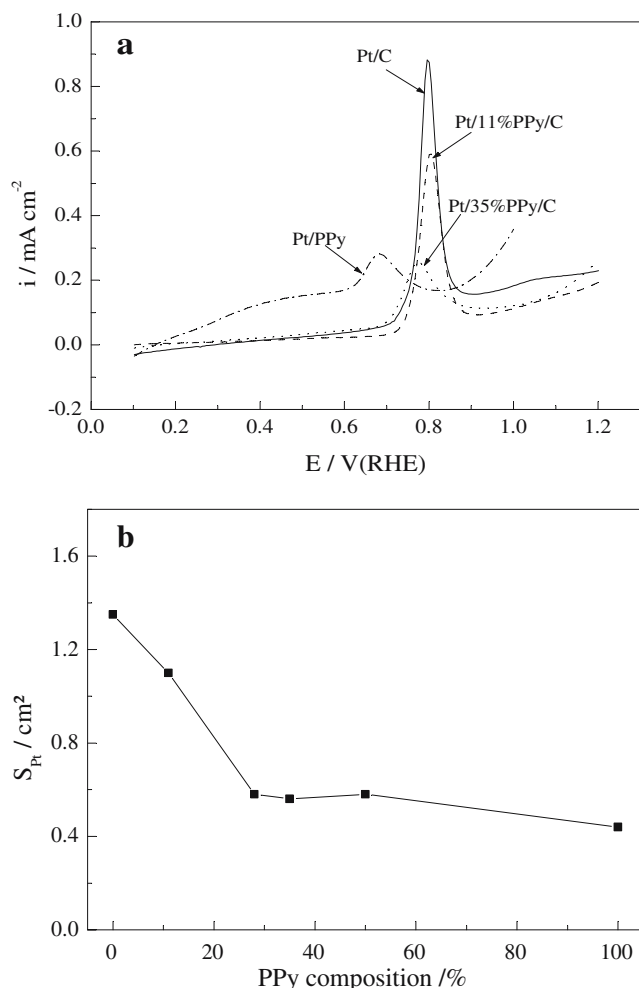 a
1.0
0.8
0.6
0.4
0.2
0.0
-0.2
i / mA cm⁻²
Pt/C
Pt/11%PPy/C
Pt/35%PPy/C
Pt/PPy
0.0 0.2 0.4 0.6 0.8 1.0 1.2
E / V(RHE)
b
1.6
1.2
0.8
0.4
0.0
S_Pt / cm²
0 20 40 60 80 100
PPy composition /%